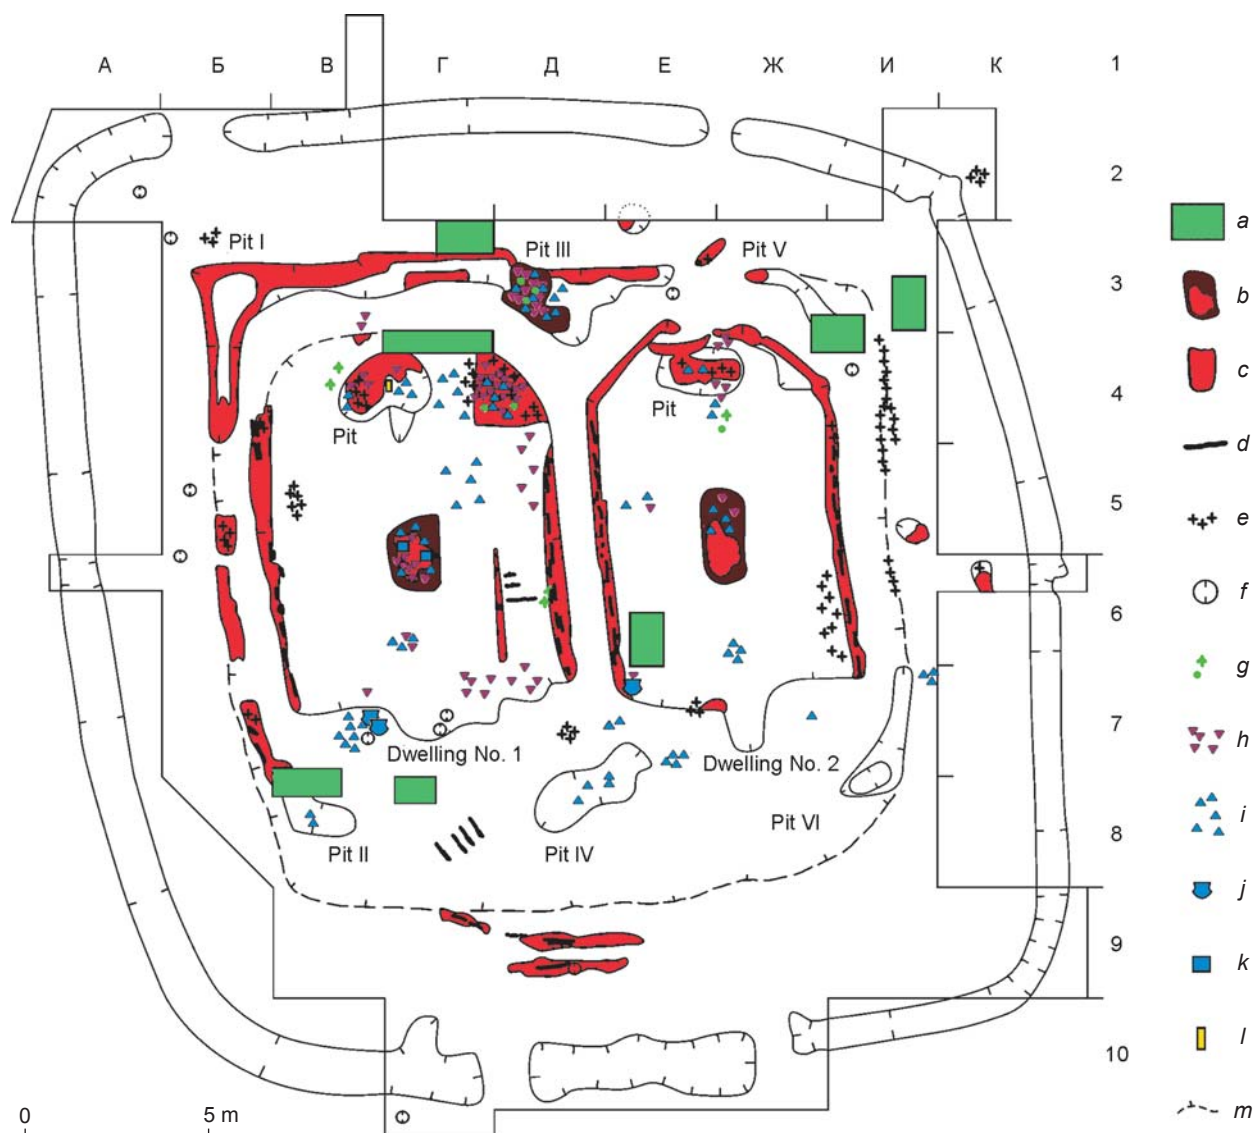 А Б В Г Д Е Ж И К 1
2
Pit I Pit III Pit V
a
3
b
c
4
Pit Pit
d
5
e
f
6
g
h
7
Dwelling No. 1 Dwelling No. 2
i
8
Pit II Pit IV Pit VI
j
9
k
l
10
0 5 m
m